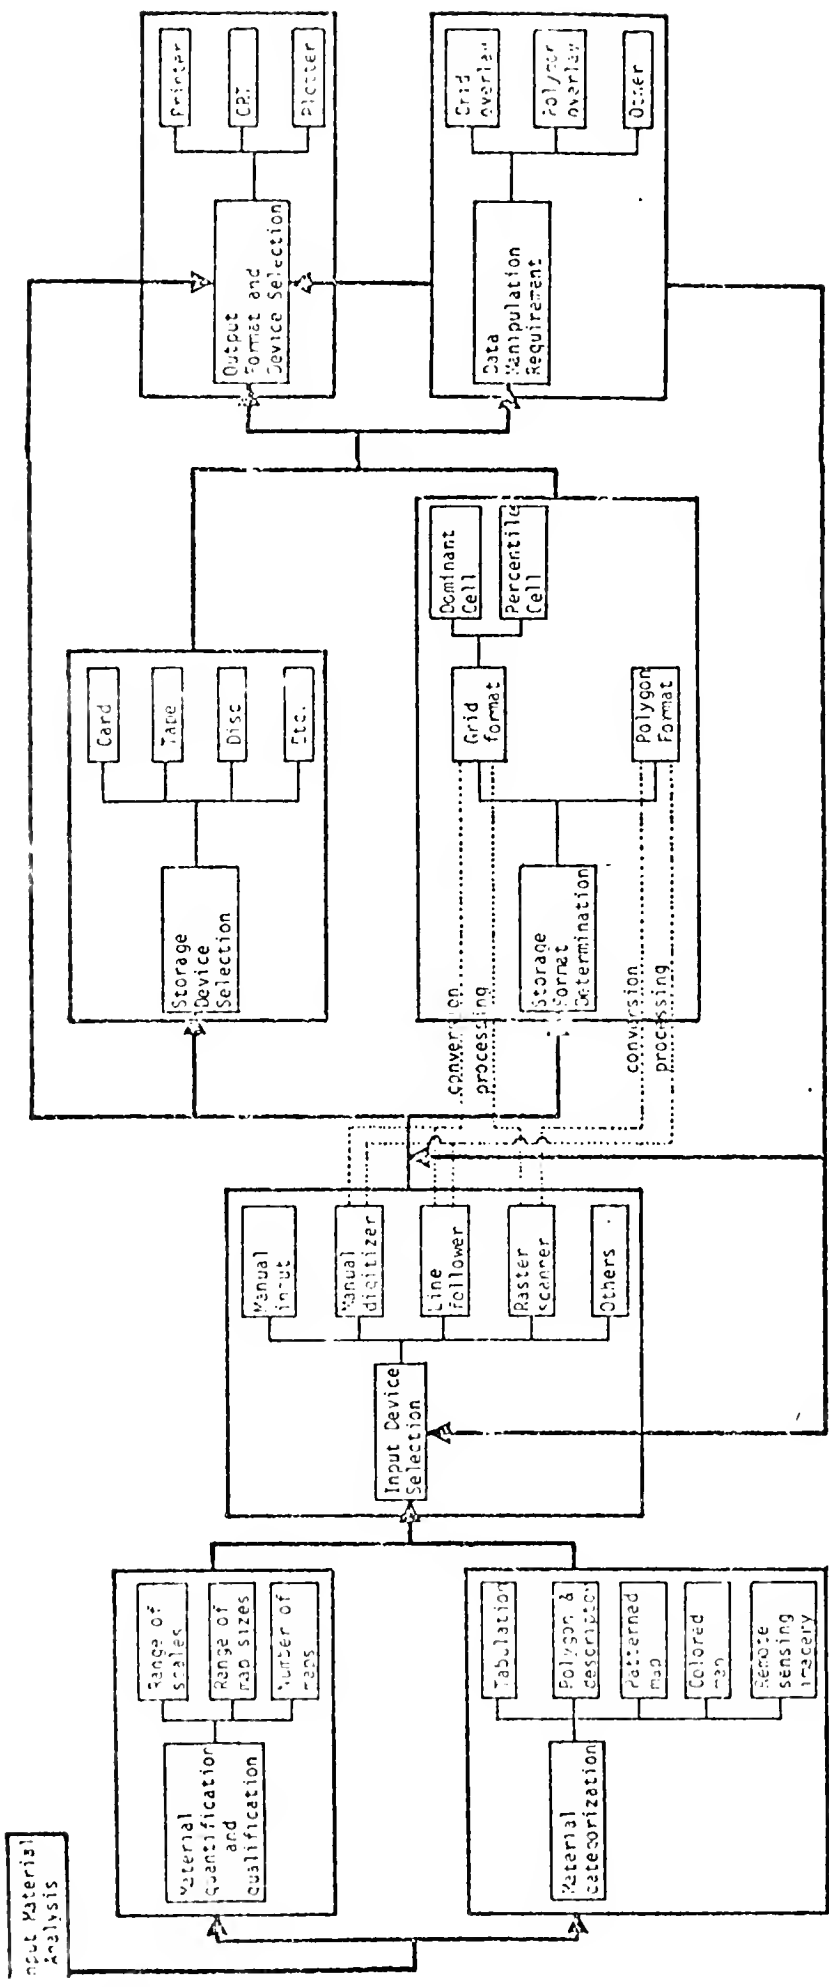 Input Material
Analysis
Material
quantification
and
qualification
Range of
scales
Range of
map sizes
Number of
maps
Material
categorization
Tabulation
Polygon &
descriptor
Patterned
map
Colored
map
Remote
sensing
imagery
Input Device
Selection
Manual
input
Manual
digitizer
Line
follower
Raster
scanner
Others
conversion
processing
conversion
processing
Storage
Device
Selection
Card
Tape
Disc
Etc.
Storage
Format
Determination
Grid
format
Polygon
Format
Dominant
Cell
Percentile
Cell
Output
Format and
Device Selection
Printer
CRT
Plotter
Data
Manipulation
Requirement
Grid
overlay
Polygon
overlay
Other